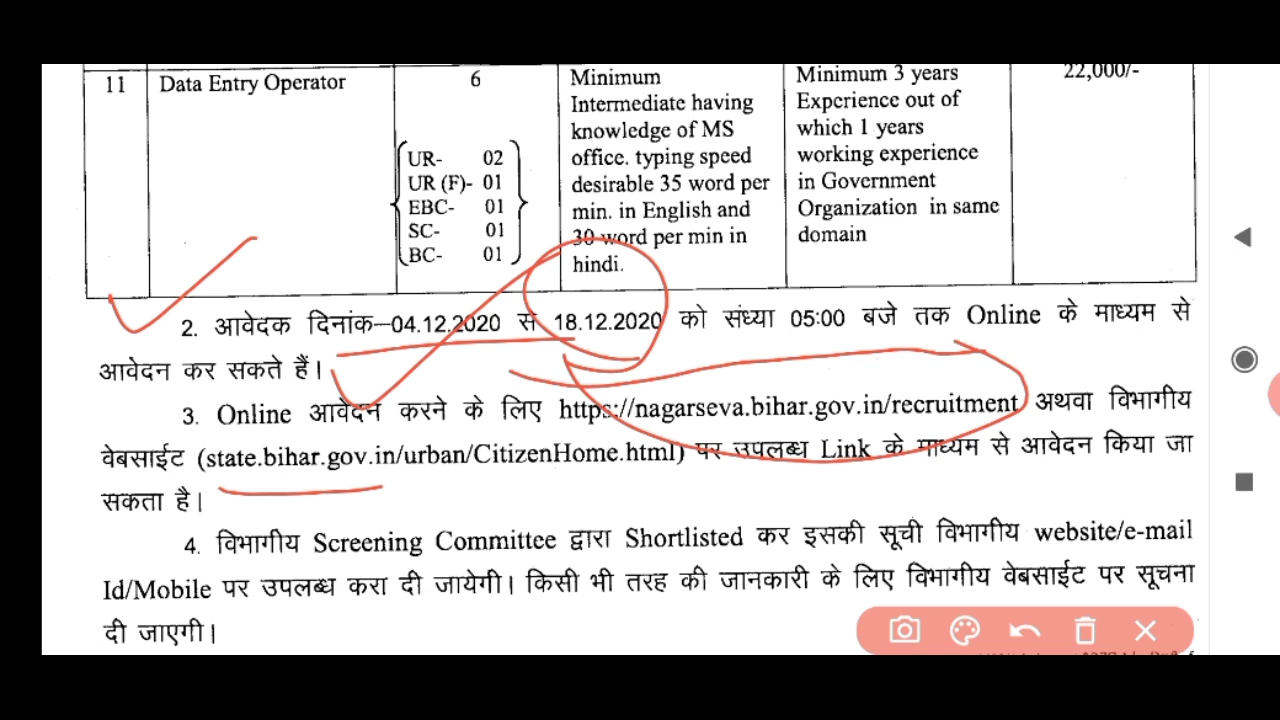 11 Data Entry Operator 6 Minimum Minimum 3 years 22,000/-
Intermediate having Experience out of
knowledge of MS which 1 years
UR- 02 office. typing speed working experience
UR (F)- 01 desirable 35 word per in Government
EBC- 01 min. in English and Organization in same
SC- 01 30 word per min in domain
BC- 01 hindi.
2. आवेदक दिनांक–04.12.2020 से 18.12.2020 को संध्या 05:00 बजे तक Online के माध्यम से
आवेदन कर सकते हैं।
3. Online आवेदन करने के लिए https://nagarseva.bihar.gov.in/recruitment अथवा विभागीय
वेबसाईट (state.bihar.gov.in/urban/CitizenHome.html) पर उपलब्ध Link के माध्यम से आवेदन किया जा
सकता है।
4. विभागीय Screening Committee द्वारा Shortlisted कर इसकी सूची विभागीय website/e-mail
Id/Mobile पर उपलब्ध करा दी जायेगी। किसी भी तरह की जानकारी के लिए विभागीय वेबसाईट पर सूचना
दी जाएगी।